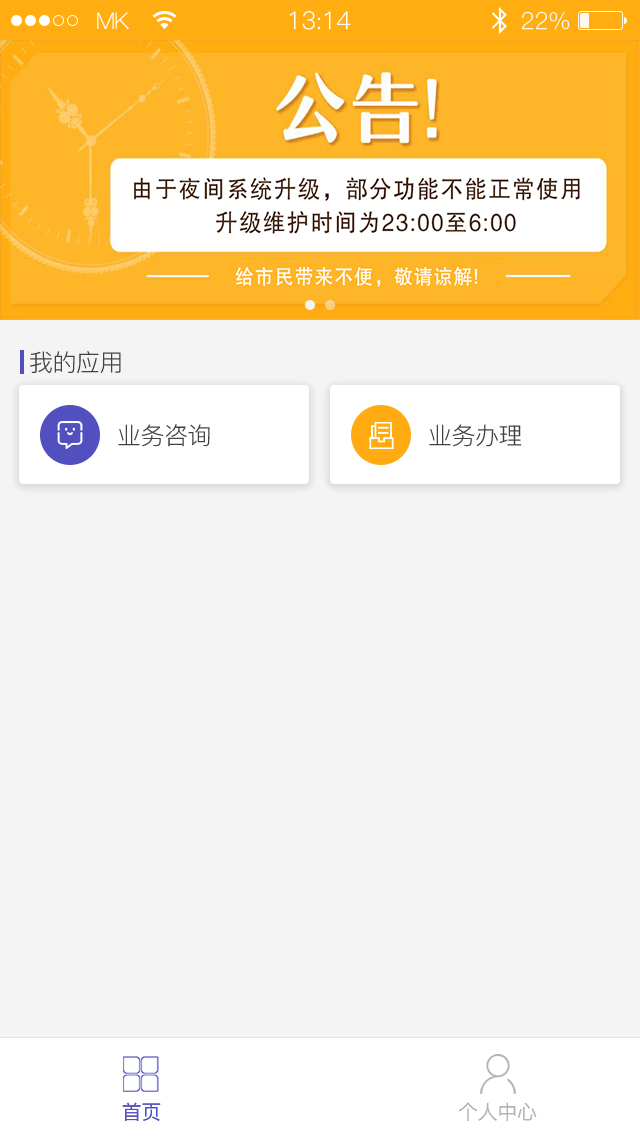 MK 13:14 22%
公告!
由于夜间系统升级，部分功能不能正常使用
升级维护时间为23:00至6:00
给市民带来不便，敬请谅解!
我的应用
业务咨询
业务办理
首页
个人中心